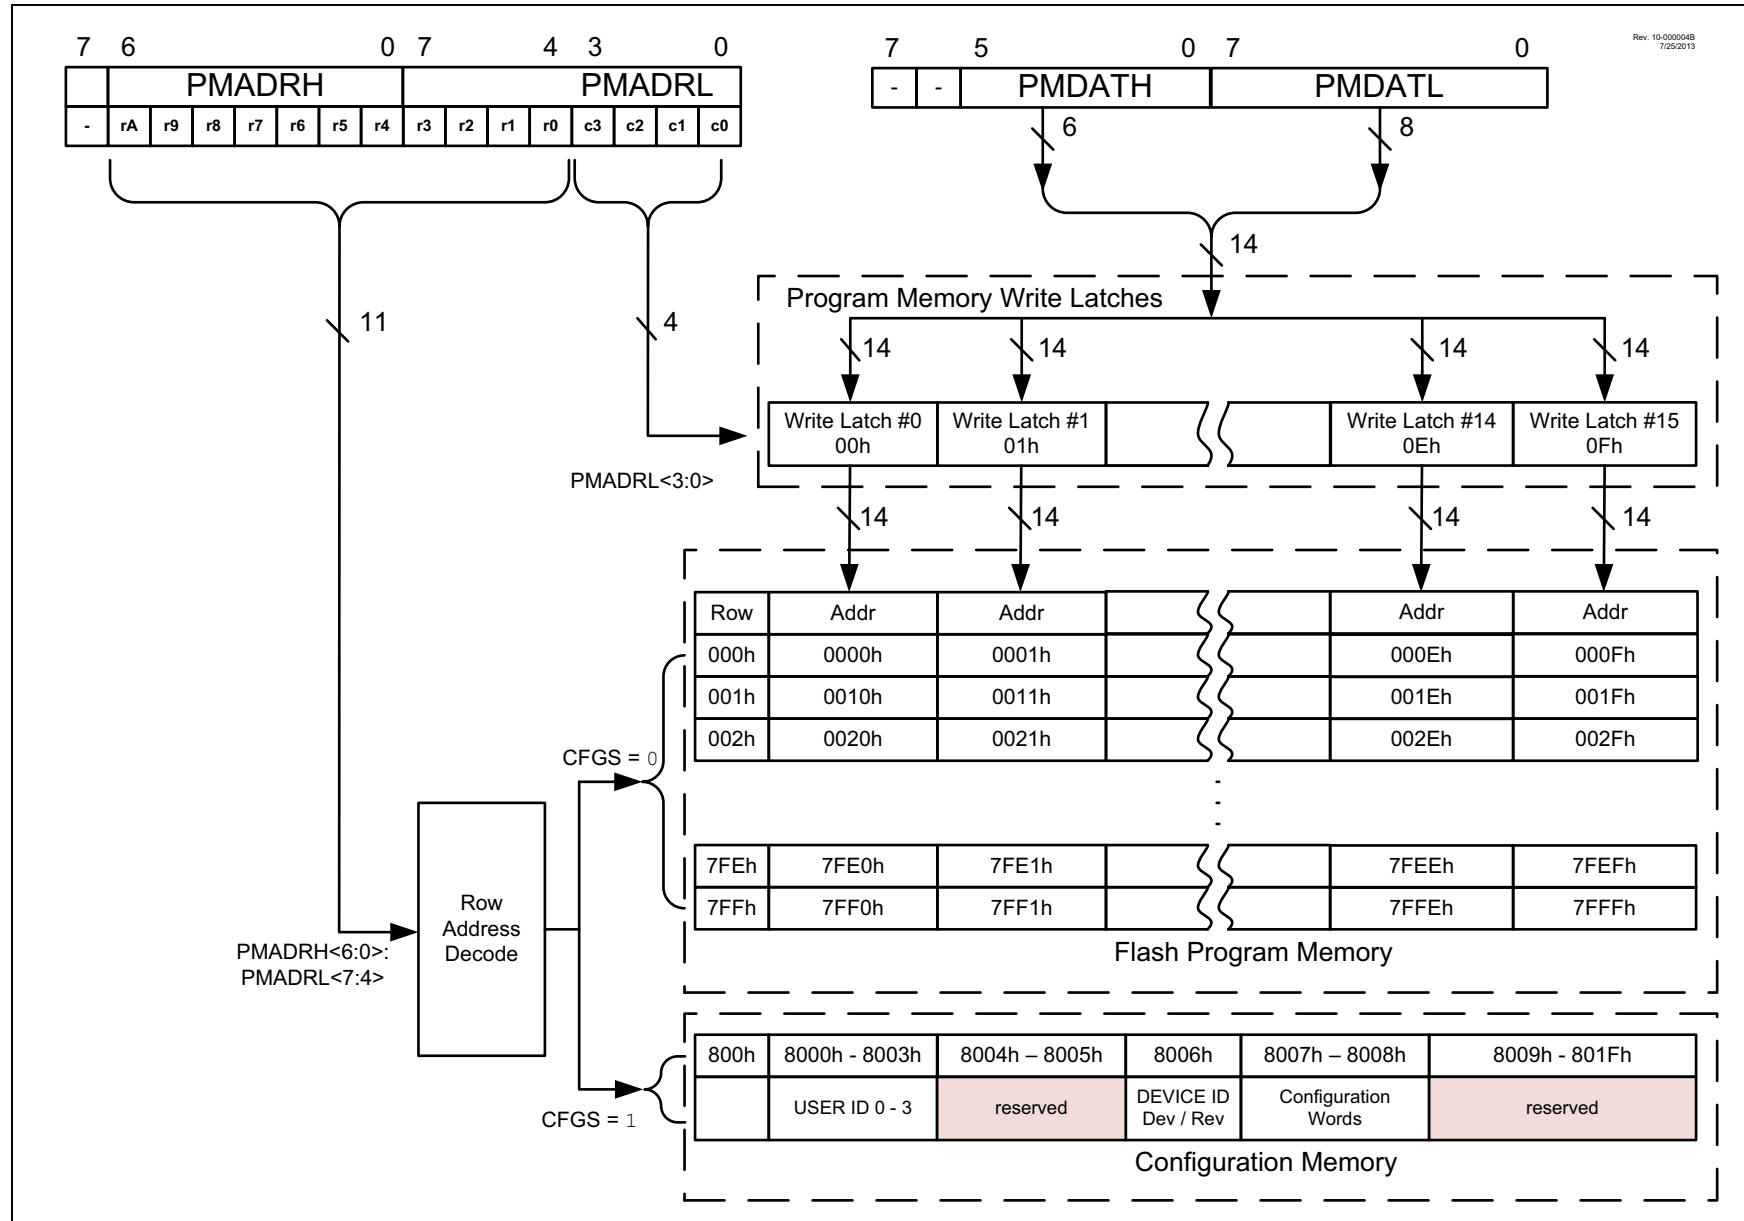 7 6 0 7 4 3 0
7 5 0 7 0
Rev. 10-000004B
7/25/2013
PMADRH PMADRL
- - PMDATH PMDATL
- rA r9 r8 r7 r6 r5 r4 r3 r2 r1 r0 c3 c2 c1 c0
6 8
14
11 4
Program Memory Write Latches
14 14 14 14
Write Latch #0 Write Latch #1 Write Latch #14 Write Latch #15
00h 01h 0Eh 0Fh
PMADRL<3:0>
14 14 14 14
Row Addr Addr Addr Addr
000h 0000h 0001h 000Eh 000Fh
001h 0010h 0011h 001Eh 001Fh
002h 0020h 0021h 002Eh 002Fh
CFGS = 0
7FEh 7FE0h 7FE1h 7FEEh 7FEFh
7FFh 7FF0h 7FF1h 7FFEh 7FFFh
Row
Address
Decode
PMADRH<6:0>:
PMADRL<7:4>
Flash Program Memory
800h 8000h - 8003h 8004h – 8005h 8006h 8007h – 8008h 8009h - 801Fh
USER ID 0 - 3 reserved DEVICE ID Configuration reserved
Dev / Rev Words
CFGS = 1
Configuration Memory